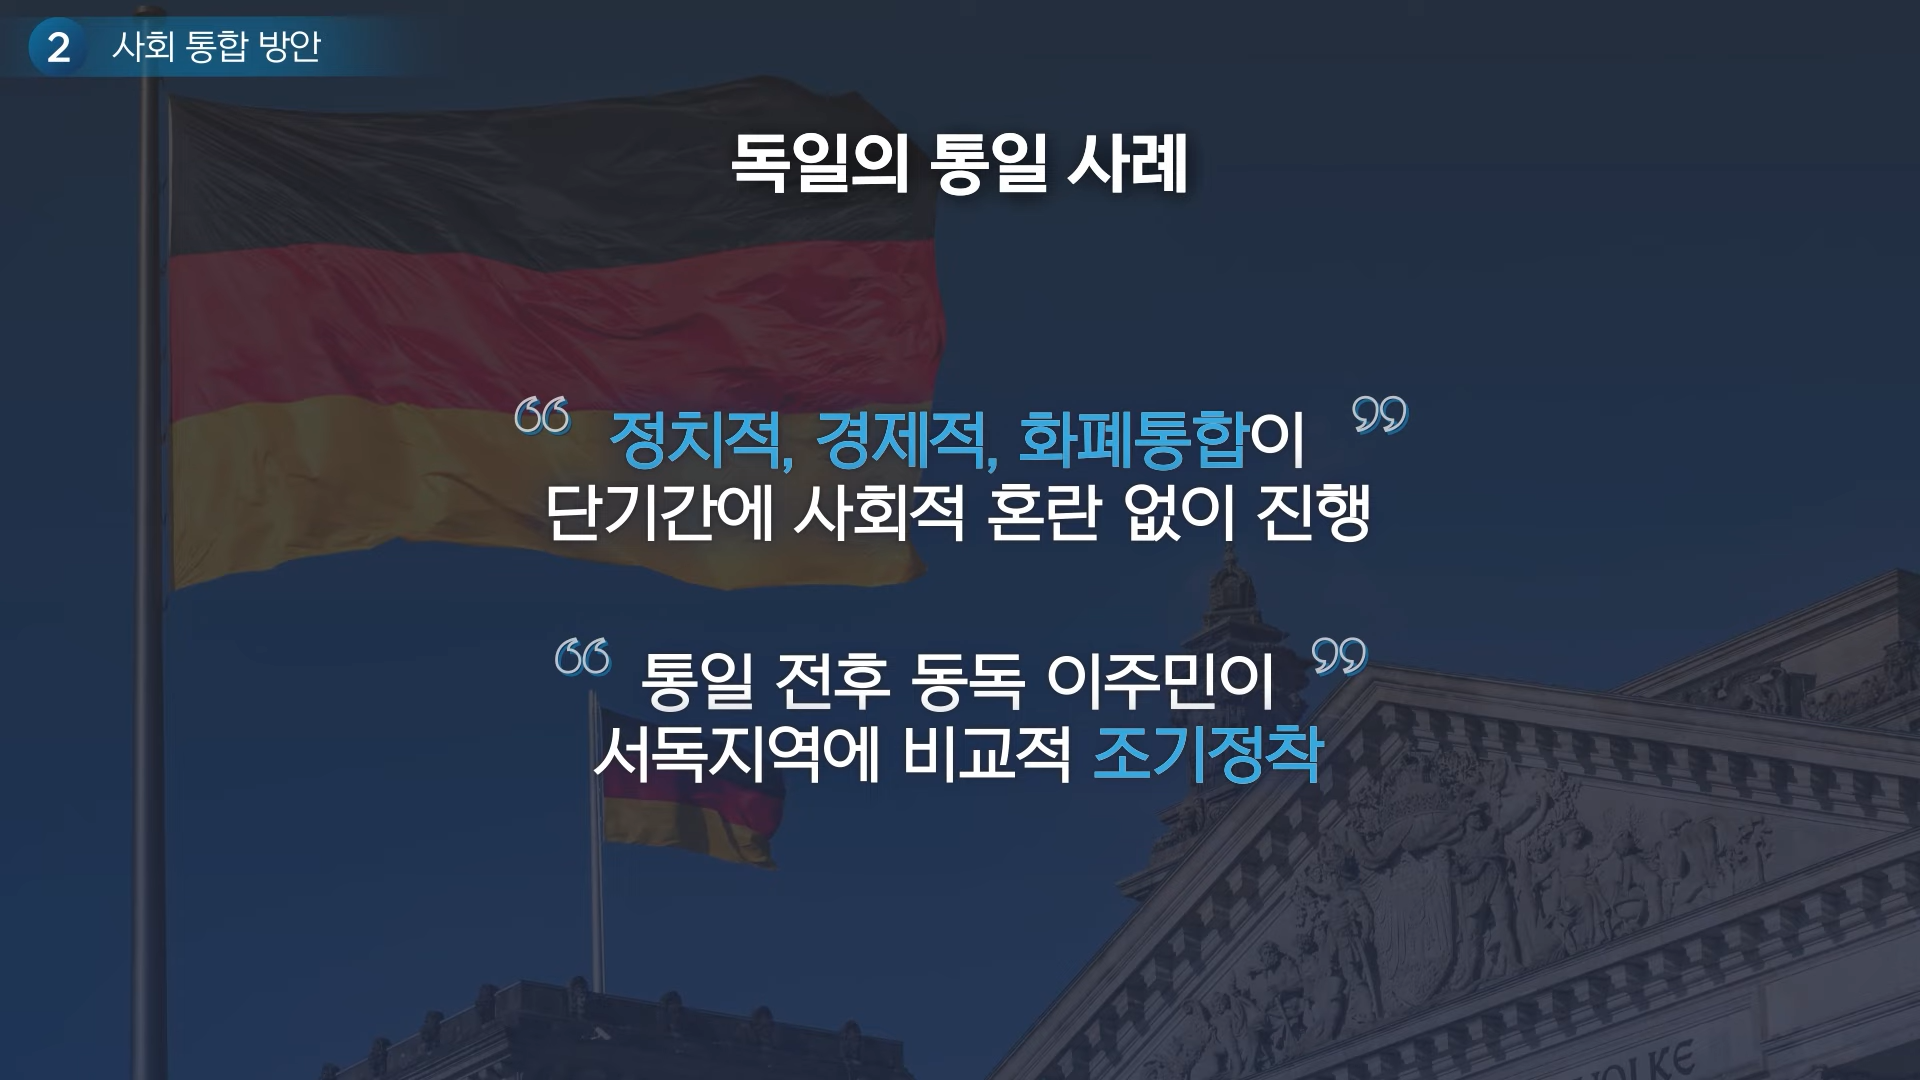 2 사회 통합 방안
독일의 통일 사례
“ 정치적, 경제적, 화폐통합이 ”
단기간에 사회적 혼란 없이 진행
“ 통일 전후 동독 이주민이 ”
서독지역에 비교적 조기정착
VOLKE